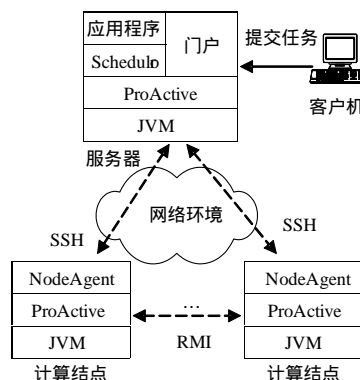 应用程序
门户
Schedulo
ProActive
JVM
服务器
提交任务
客户机
网络环境
SSH
SSH
NodeAgent
ProActive
JVM
计算结点
…
RMI
NodeAgent
ProActive
JVM
计算结点